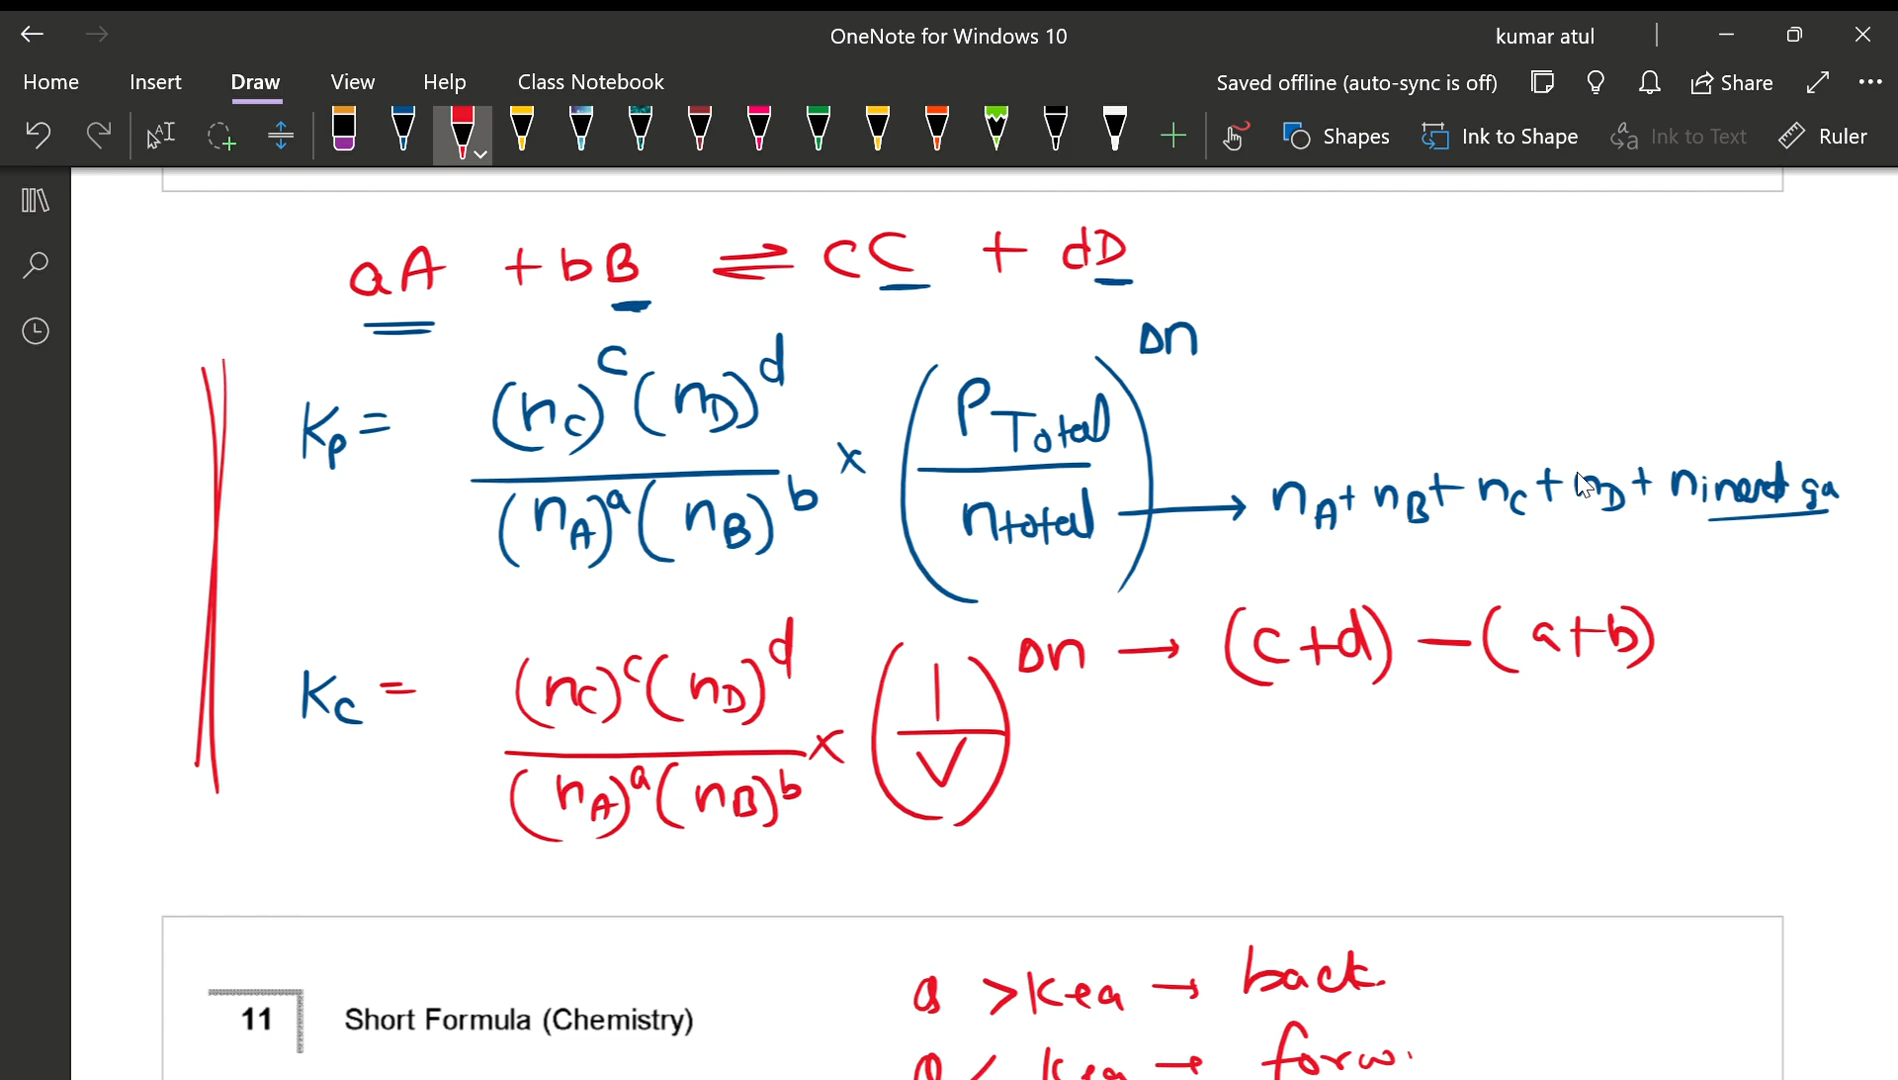 OneNote for Windows 10
kumar atul
Home Insert Draw View Help Class Notebook
Saved offline (auto-sync is off) Share
Shapes Ink to Shape Ink to Text Ruler
aA + bB ⇌ cC + dD
Kp = (nC)^c (nD)^d / (nA)^a (nB)^b × (PTotal / ntotal)^Δn → nA + nB + nC + nD + ninert ga
Kc = (nC)^c (nD)^d / (nA)^a (nB)^b × (1/V)^Δn → (c+d) – (a+b)
11 Short Formula (Chemistry)
Q > Keq → back.
Q < Keq → forw.